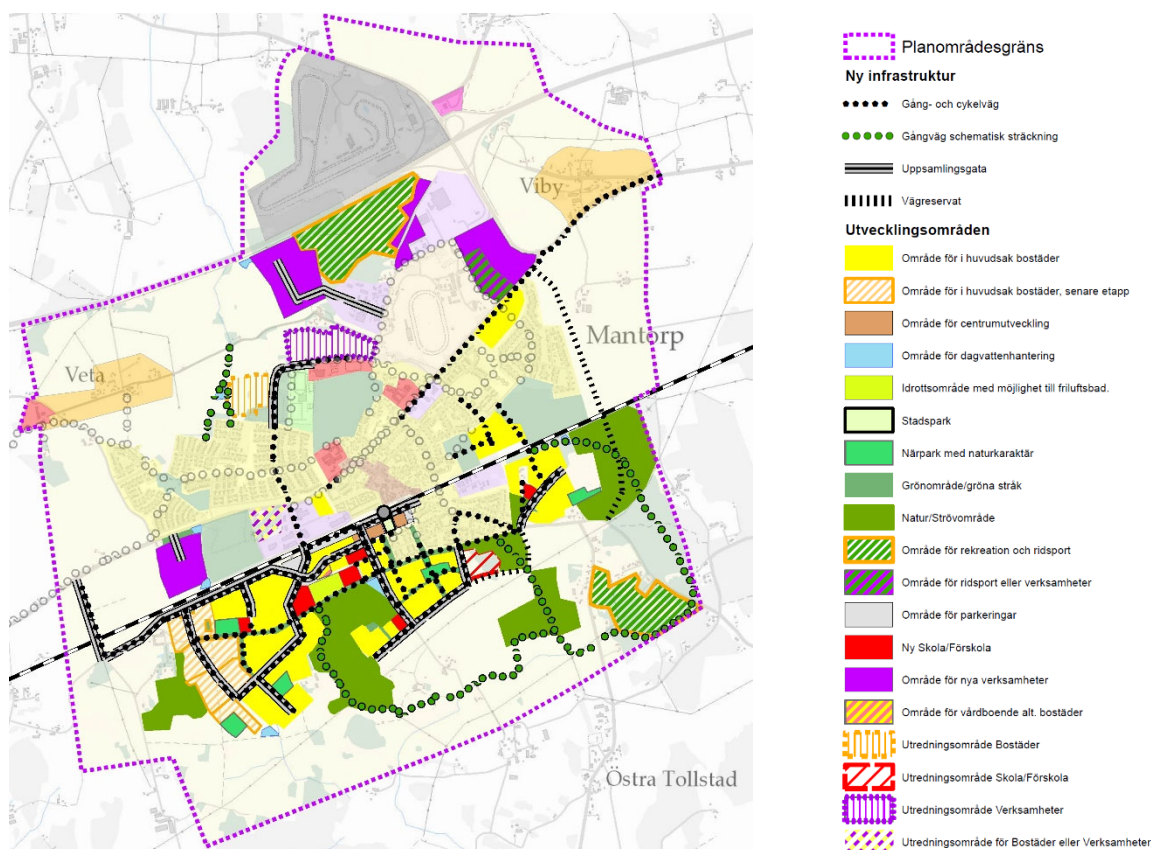 Viby
Mantorp
Veta
Östra Tollstad
Planområdesgräns
Ny infrastruktur
Gång- och cykelväg
Gångväg schematisk sträckning
Uppsamlingsgata
Vägreservat
Utvecklingsområden
Område för i huvudsak bostäder
Område för i huvudsak bostäder, senare etapp
Område för centrumutveckling
Område för dagvattenhantering
Idrottsområde med möjlighet till friluftsbad.
Stadspark
Närpark med naturkaraktär
Grönområde/gröna stråk
Natur/Strövområde
Område för rekreation och ridsport
Område för ridsport eller verksamheter
Område för parkeringar
Ny Skola/Förskola
Område för nya verksamheter
Område för vårdboende alt. bostäder
Utredningsområde Bostäder
Utredningsområde Skola/Förskola
Utredningsområde Verksamheter
Utredningsområde för Bostäder eller Verksamheter